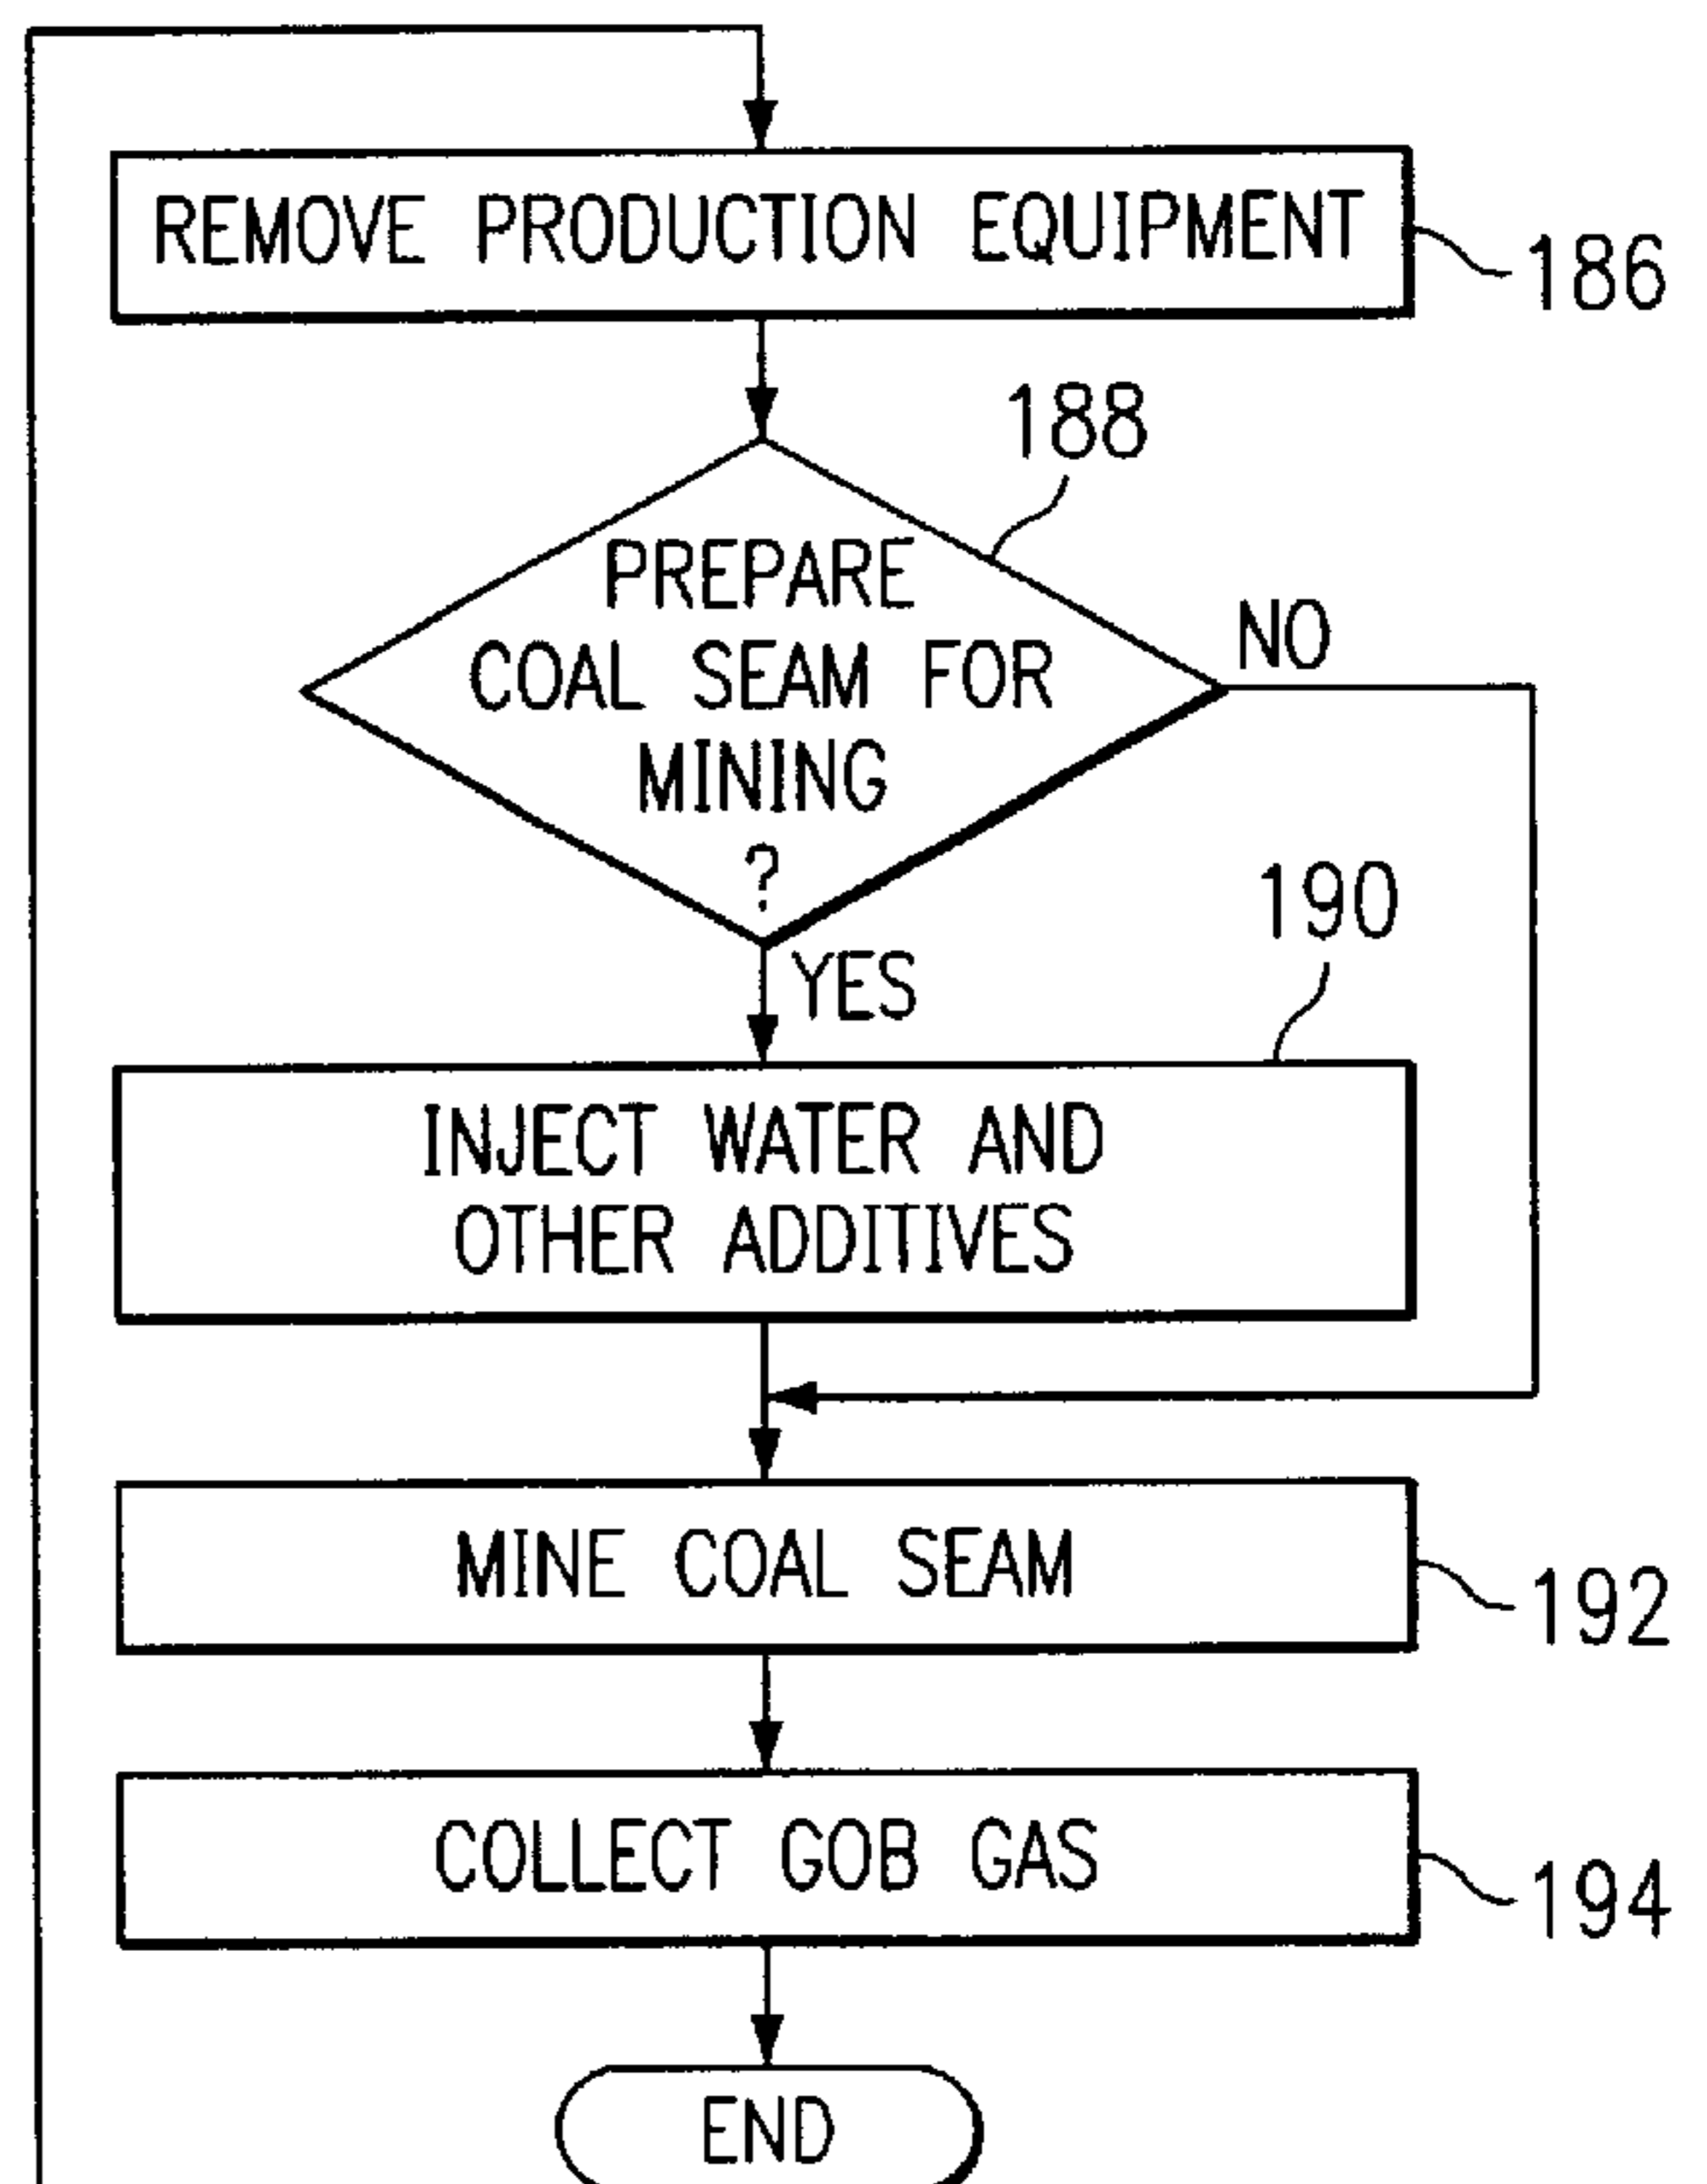 REMOVE PRODUCTION EQUIPMENT
186
188
PREPARE
COAL SEAM FOR
MINING
?
NO
YES
190
INJECT WATER AND
OTHER ADDITIVES
MINE COAL SEAM
192
COLLECT GOB GAS
194
END